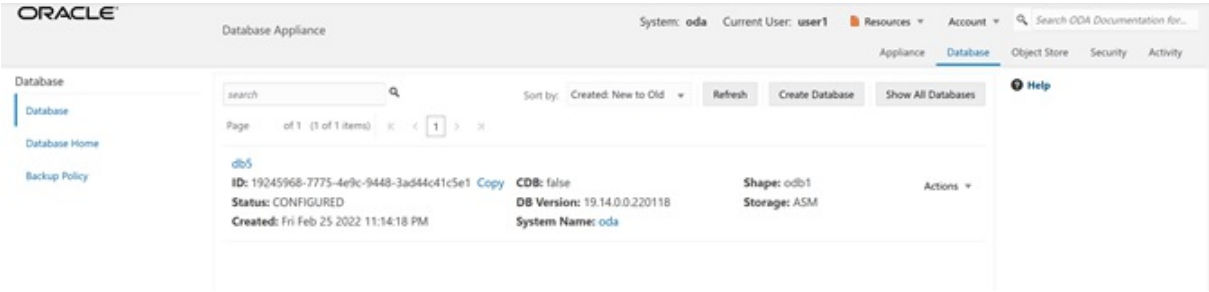 ORACLE
Database Appliance
System: oda Current User: user1 Resources Account Search ODA Documentation for...
Appliance Database Object Store Security Activity
Database
Database
Database Home
Backup Policy
search Sort by: Created: New to Old Refresh Create Database Show All Databases
Page of 1 (1 of 1 items) 1
db5
ID: 19245968-7775-4e9c-9448-3ad44c41c5e1 Copy CDB: false Shape: odb1 Actions
Status: CONFIGURED DB Version: 19.14.0.0.220118 Storage: ASM
Created: Fri Feb 25 2022 11:14:18 PM System Name: oda
Help